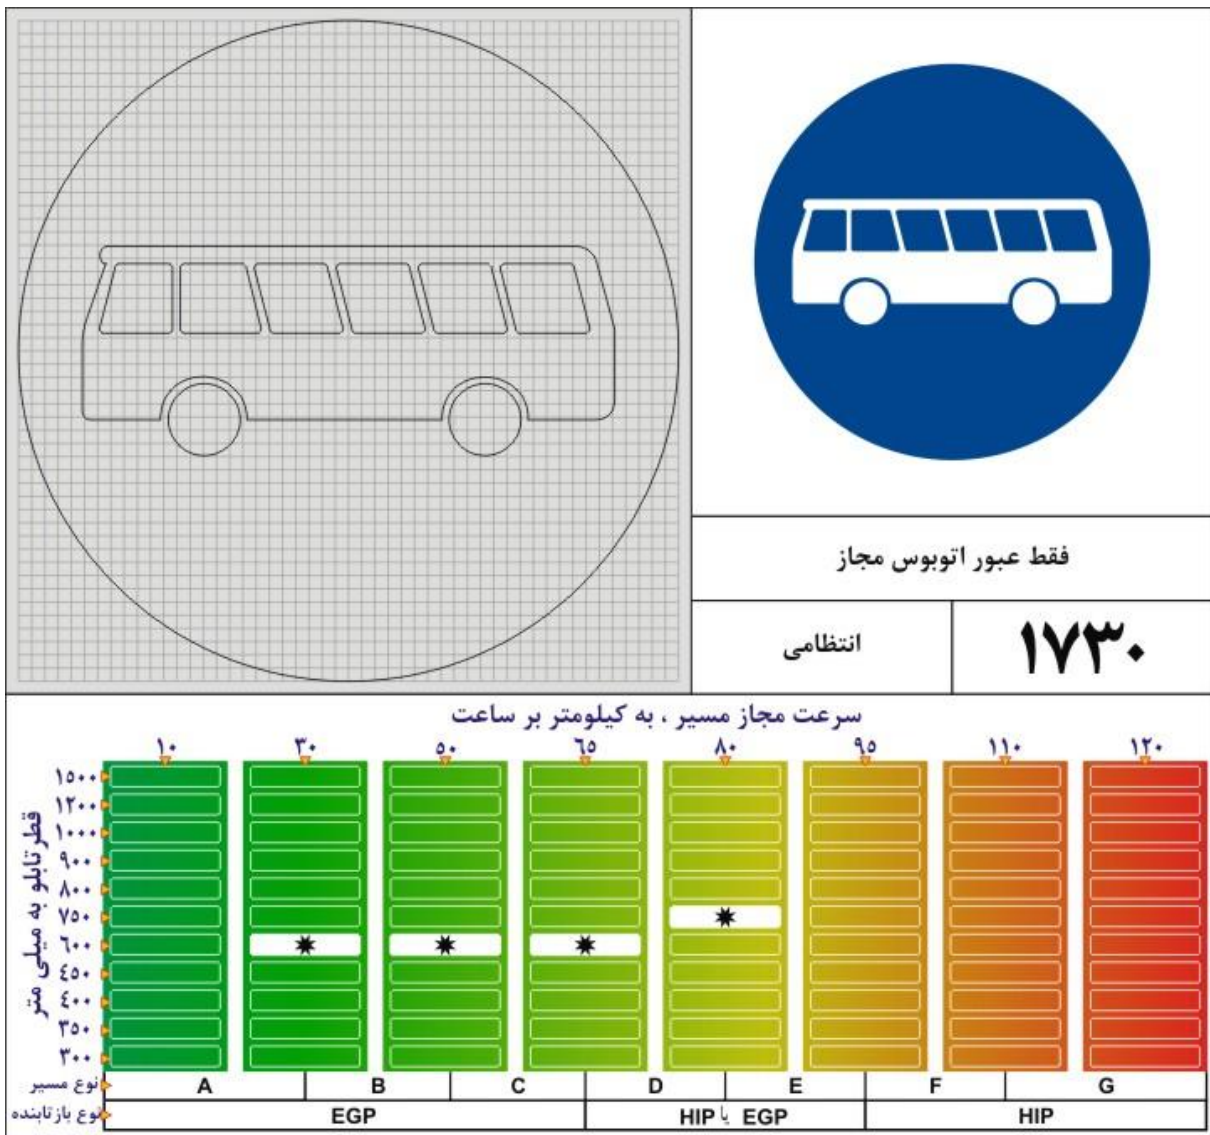 فقط عبور اتوبوس مجاز
۱۷۳۰
انتظامی
سرعت مجاز مسیر ، به کیلومتر بر ساعت
۱۰ ۳۰ ۵۰ ۶۵ ۸۰ ۹۵ ۱۱۰ ۱۲۰
قطر تابلو به میلی متر
۱۵۰۰
۱۲۰۰
۱۰۰۰
۹۰۰
۸۰۰
۷۵۰
۶۰۰
۴۵۰
۴۰۰
۳۵۰
۳۰۰
نوع مسیر A B C D E F G
نوع بازتابنده EGP HIP یا EGP HIP